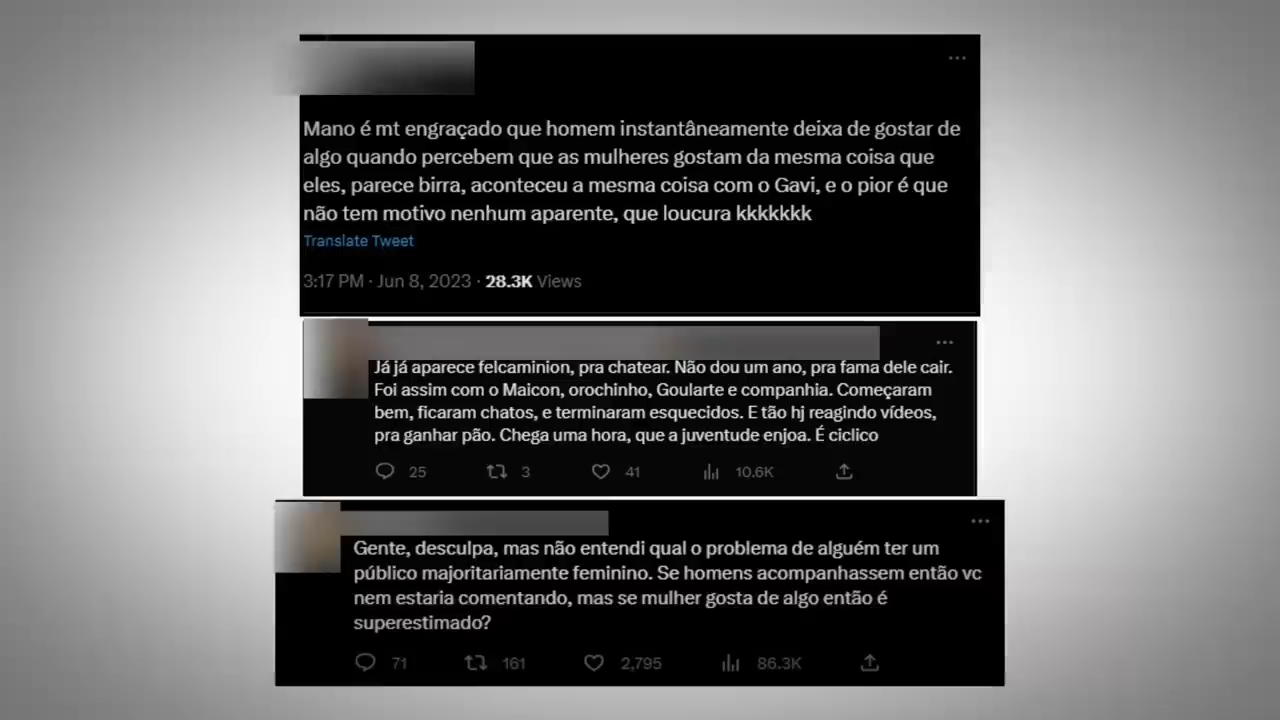 Mano é mt engraçado que homem instantâneamente deixa de gostar de
algo quando percebem que as mulheres gostam da mesma coisa que
eles, parece birra, aconteceu a mesma coisa com o Gavi, e o pior é que
não tem motivo nenhum aparente, que loucura kkkkkkk
Translate Tweet
3:17 PM · Jun 8, 2023 · 28.3K Views
Já já aparece felcaminion, pra chatear. Não dou um ano, pra fama dele cair.
Foi assim com o Maicon, orochinho, Goularte e companhia. Começaram
bem, ficaram chatos, e terminaram esquecidos. E tão hj reagindo vídeos,
pra ganhar pão. Chega uma hora, que a juventude enjoa. É ciclico
25 3 41 10.6K
Gente, desculpa, mas não entendi qual o problema de alguém ter um
público majoritariamente feminino. Se homens acompanhassem então vc
nem estaria comentando, mas se mulher gosta de algo então é
superestimado?
71 161 2,795 86.3K